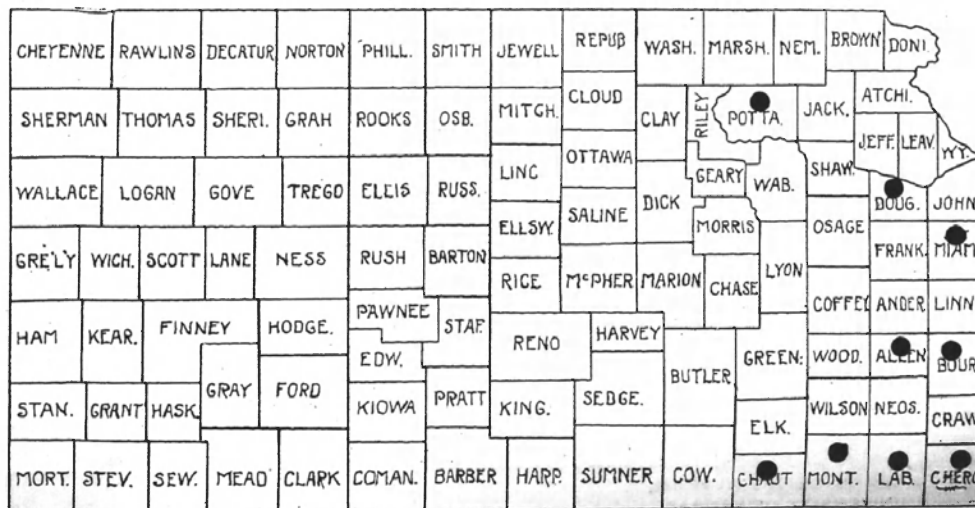 CHEYENNE RAWLINS DECATUR NORTON PHILL. SMITH JEWELL REPUB WASH. MARSH. NEM. BROWN DONI.
SHERMAN THOMAS SHERI. GRAH ROOKS OSB. MITCH. CLOUD CLAY RILEY POTTA. JACK. ATCHI.
JEFF. LEAV. WY.
WALLACE LOGAN GOVE TREGO ELLIS RUSS. LINC OTTAWA DICK GEARY WAB. SHAW. DOUG. JOHN
ELLSW. SALINE MORRIS OSAGE
GRE'LY WICH. SCOTT LANE NESS RUSH BARTON RICE McPHER MARION CHASE LYON FRANK. MIAM
HAM KEAR. FINNEY HODGE. PAWNEE STAF. RENO HARVEY COFFEY ANDER LINN
EDW. BUTLER GREEN: WOOD. ALLEN BOUR
STAN. GRANT HASK. GRAY FORD KIOWA PRATT KING. SEDGE. ELK. WILSON NEOS. CRAW
MORT. STEV. SEW. MEAD CLARK COMAN. BARBER HARP. SUMNER COW. CHAUT MONT. LAB. CHERO